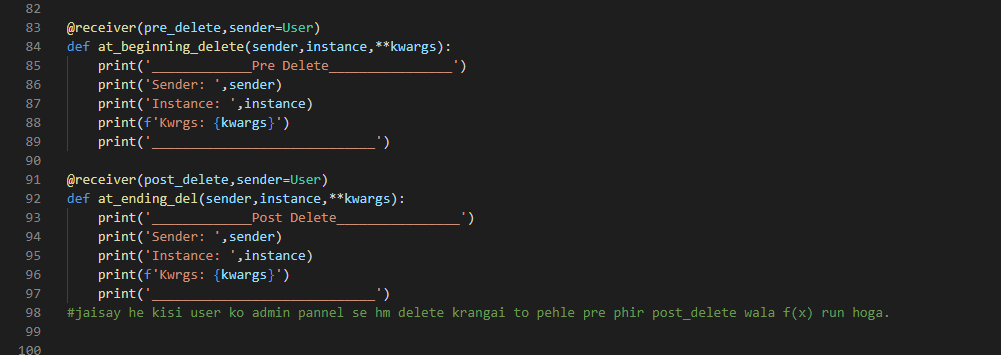 82
83 @receiver(pre_delete,sender=User)
84 def at_beginning_delete(sender,instance,**kwargs):
85 print('_____________Pre Delete________________')
86 print('Sender: ',sender)
87 print('Instance: ',instance)
88 print(f'Kwrgs: {kwargs}')
89 print('_____________________________')
90
91 @receiver(post_delete,sender=User)
92 def at_ending_del(sender,instance,**kwargs):
93 print('_____________Post Delete________________')
94 print('Sender: ',sender)
95 print('Instance: ',instance)
96 print(f'Kwrgs: {kwargs}')
97 print('_____________________________')
98 #jaisay he kisi user ko admin pannel se hm delete krangai to pehle pre phir post_delete wala f(x) run hoga.
99
100